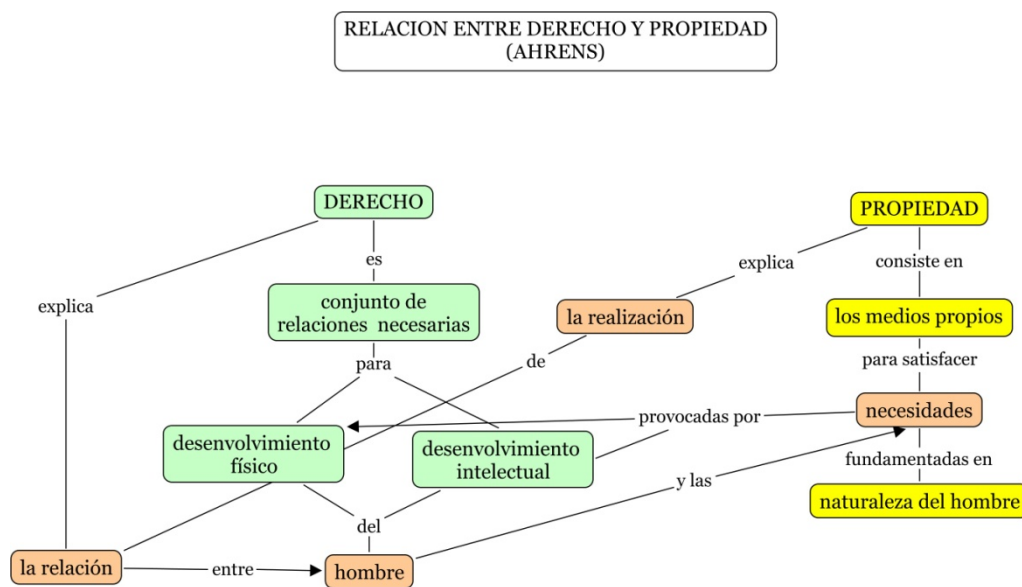 RELACION ENTRE DERECHO Y PROPIEDAD
(AHRENS)
DERECHO
PROPIEDAD
es
explica
consiste en
explica
conjunto de
relaciones necesarias
la realización
los medios propios
para
de
para satisfacer
necesidades
provocadas por
desenvolvimiento
físico
desenvolvimiento
intelectual
fundamentadas en
y las
naturaleza del hombre
del
la relación
entre
hombre